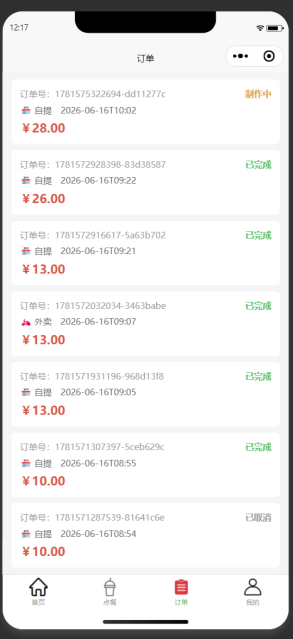 12:17
订单
订单号：1781575322694-dd11277c
制作中
自提 2026-06-16T10:02
￥28.00
订单号：1781572928398-83d38587
已完成
自提 2026-06-16T09:22
￥26.00
订单号：1781572916617-5a63b702
已完成
自提 2026-06-16T09:21
￥13.00
订单号：1781572032034-3463babe
已完成
外卖 2026-06-16T09:07
￥13.00
订单号：1781571931196-968d13f8
已完成
自提 2026-06-16T09:05
￥13.00
订单号：1781571307397-5ceb629c
已完成
自提 2026-06-16T08:55
￥10.00
订单号：1781571287539-81641c6e
已取消
自提 2026-06-16T08:54
￥10.00
首页
点餐
订单
我的